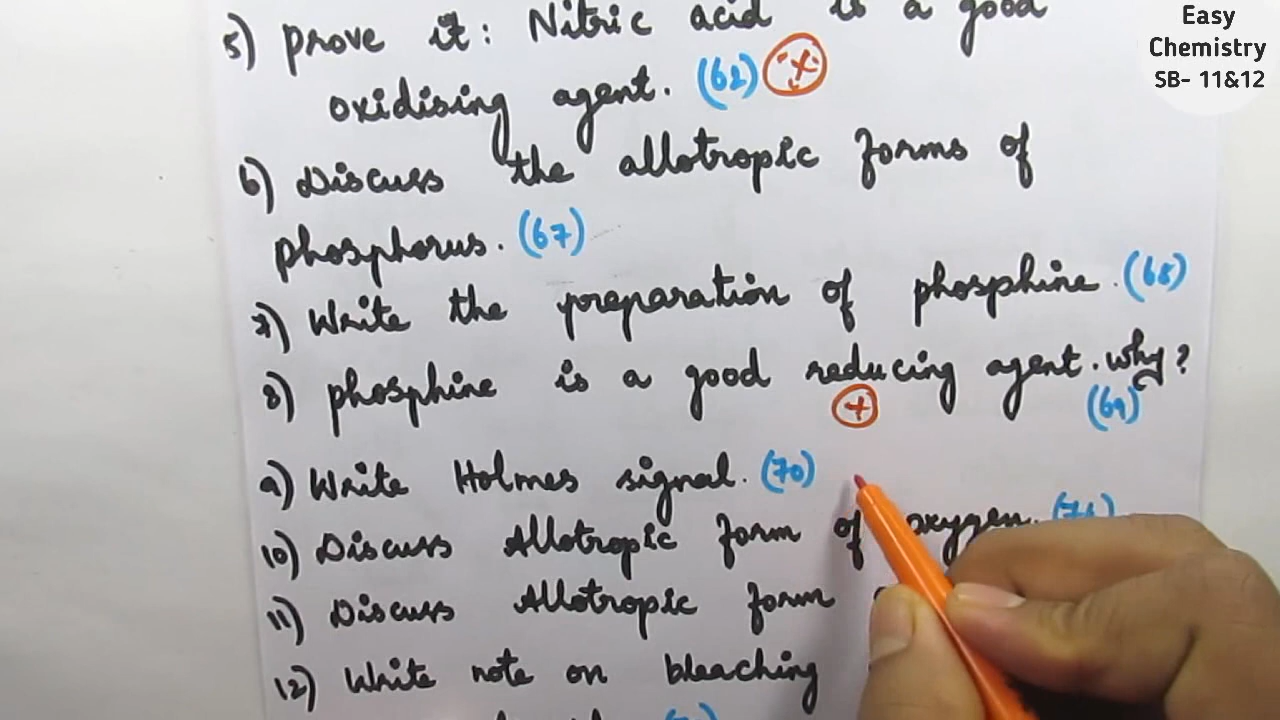 Easy
Chemistry
SB- 11&12
5) prove it: Nitric acid is a good
oxidising agent. (62)
6) Discuss the allotropic forms of
phosphorus. (67)
7) Write the preparation of phosphine. (68)
8) phosphine is a good reducing agent. why?
(69)
9) Write Holmes signal. (70)
10) Discuss Allotropic form of oxygen.
11) Discuss Allotropic form
12) Write note on bleaching